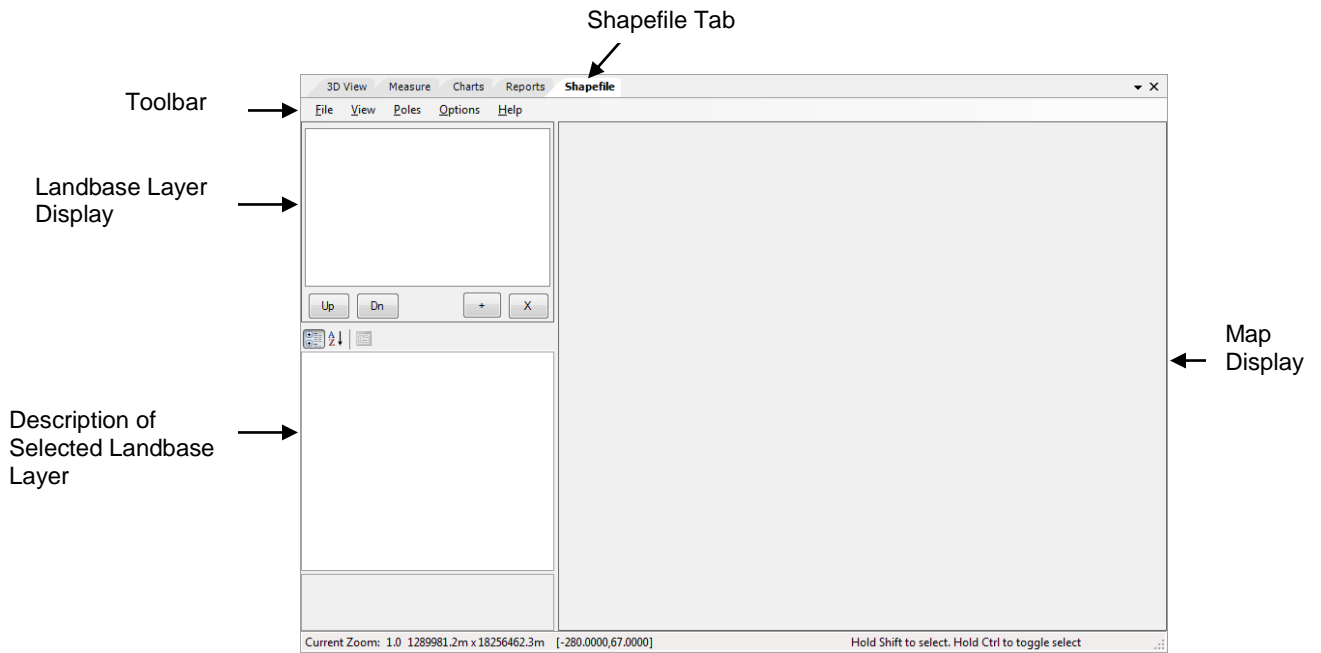 Shapefile Tab
3D View Measure Charts Reports Shapefile
Toolbar
File View Poles Options Help
Landbase Layer
Display
Up Dn + X
Map
Display
Description of
Selected Landbase
Layer
Current Zoom: 1.0 1289981.2m x 18256462.3m [-280.0000,67.0000] Hold Shift to select. Hold Ctrl to toggle select